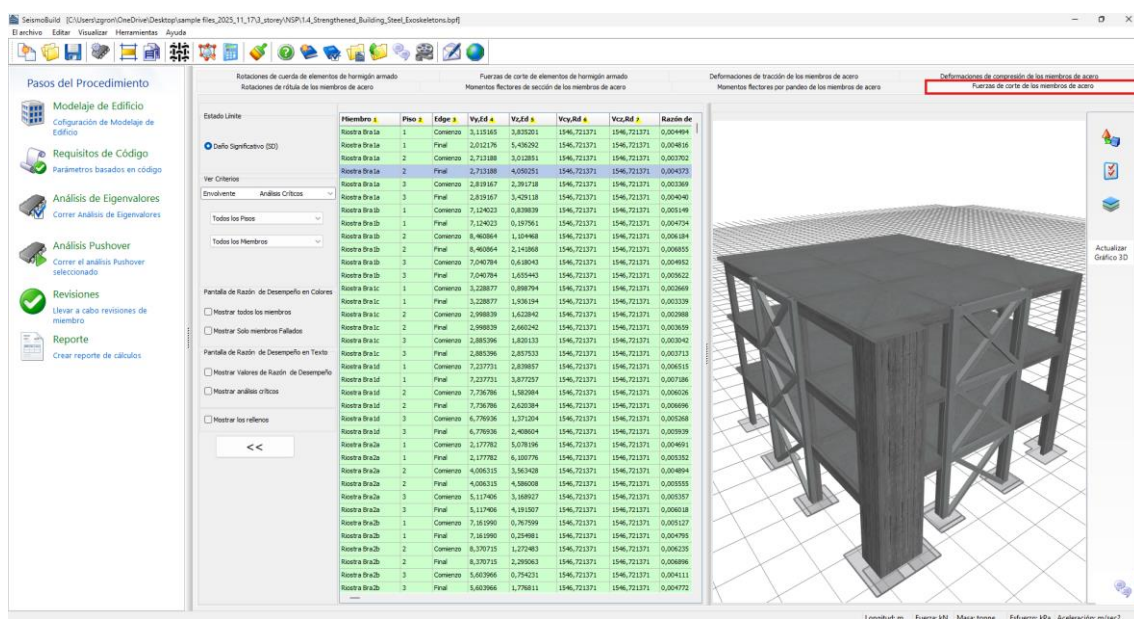 SeismoBuild [C:\Users\zgron\OneDrive\Desktop\sample files_2025_11_17\3_storey\NSP\1.4_Strengthened_Building_Steel_Exoskeletons.bpf]
El archivo Editar Visualizar Herramientas Ayuda
Pasos del Procedimiento
Modelaje de Edificio
Cofiguración de Modelaje de
Edificio
Requisitos de Código
Parámetros basados en código
Análisis de Eigenvalores
Correr Análisis de Eigenvalores
Análisis Pushover
Correr el análisis Pushover
seleccionado
Revisiones
Llevar a cabo revisiones de
miembro
Reporte
Crear reporte de cálculos
Rotaciones de cuerda de elementos de hormigón armado Fuerzas de corte de elementos de hormigón armado Deformaciones de tracción de los miembros de acero Deformaciones de compresión de los miembros de acero
Rotaciones de rótula de los miembros de acero Momentos flectores de sección de los miembros de acero Momentos flectores por pandeo de los miembros de acero Fuerzas de corte de los miembros de acero
Estado Límite
Daño Significativo (SD)
Ver Criterios
Envolvente Análisis Críticos
Todos los Pisos
Todos los Miembros
Pantalla de Razón de Desempeño en Colores
Mostrar todos los miembros
Mostrar Solo miembros Fallados
Pantalla de Razón de Desempeño en Texto
Mostrar Valores de Razón de Desempeño
Mostrar análisis críticos
Mostrar los rellenos
<<
Miembro 1 Piso 2 Edge 3 Vy,Ed 4 Vz,Ed 5 Vcy,Rd 6 Vcz,Rd 7 Razón de
Riostra Bra1a 1 Comienzo 3,115165 3,835201 1546,721371 1546,721371 0,004494
Riostra Bra1a 1 Final 2,012176 5,436292 1546,721371 1546,721371 0,004816
Riostra Bra1a 2 Comienzo 2,713188 3,012851 1546,721371 1546,721371 0,003702
Riostra Bra1a 2 Final 2,713188 4,050251 1546,721371 1546,721371 0,004373
Riostra Bra1a 3 Comienzo 2,819167 2,391718 1546,721371 1546,721371 0,003369
Riostra Bra1a 3 Final 2,819167 3,429118 1546,721371 1546,721371 0,004040
Riostra Bra1b 1 Comienzo 7,124023 0,839839 1546,721371 1546,721371 0,005149
Riostra Bra1b 1 Final 7,124023 0,197561 1546,721371 1546,721371 0,004734
Riostra Bra1b 2 Comienzo 8,460864 1,104468 1546,721371 1546,721371 0,006184
Riostra Bra1b 2 Final 8,460864 2,141868 1546,721371 1546,721371 0,006855
Riostra Bra1b 3 Comienzo 7,040784 0,618043 1546,721371 1546,721371 0,004952
Riostra Bra1b 3 Final 7,040784 1,655443 1546,721371 1546,721371 0,005622
Riostra Bra1c 1 Comienzo 3,228877 0,898794 1546,721371 1546,721371 0,002669
Riostra Bra1c 1 Final 3,228877 1,936194 1546,721371 1546,721371 0,003339
Riostra Bra1c 2 Comienzo 2,998839 1,622842 1546,721371 1546,721371 0,002988
Riostra Bra1c 2 Final 2,998839 2,660242 1546,721371 1546,721371 0,003659
Riostra Bra1c 3 Comienzo 2,885396 1,820133 1546,721371 1546,721371 0,003042
Riostra Bra1c 3 Final 2,885396 2,857533 1546,721371 1546,721371 0,003713
Riostra Bra1d 1 Comienzo 7,237731 2,839857 1546,721371 1546,721371 0,006515
Riostra Bra1d 1 Final 7,237731 3,877257 1546,721371 1546,721371 0,007186
Riostra Bra1d 2 Comienzo 7,736786 1,582984 1546,721371 1546,721371 0,006026
Riostra Bra1d 2 Final 7,736786 2,620384 1546,721371 1546,721371 0,006696
Riostra Bra1d 3 Comienzo 6,776936 1,371204 1546,721371 1546,721371 0,005268
Riostra Bra1d 3 Final 6,776936 2,408604 1546,721371 1546,721371 0,005939
Riostra Bra2a 1 Comienzo 2,177782 5,078196 1546,721371 1546,721371 0,004691
Riostra Bra2a 1 Final 2,177782 6,100776 1546,721371 1546,721371 0,005352
Riostra Bra2a 2 Comienzo 4,006315 3,563428 1546,721371 1546,721371 0,004894
Riostra Bra2a 2 Final 4,006315 4,586008 1546,721371 1546,721371 0,005555
Riostra Bra2a 3 Comienzo 5,117406 3,168927 1546,721371 1546,721371 0,005357
Riostra Bra2a 3 Final 5,117406 4,191507 1546,721371 1546,721371 0,006018
Riostra Bra2b 1 Comienzo 7,161990 0,767599 1546,721371 1546,721371 0,005127
Riostra Bra2b 1 Final 7,161990 0,254981 1546,721371 1546,721371 0,004795
Riostra Bra2b 2 Comienzo 8,370715 1,272483 1546,721371 1546,721371 0,006235
Riostra Bra2b 2 Final 8,370715 2,295063 1546,721371 1546,721371 0,006896
Riostra Bra2b 3 Comienzo 5,603966 0,754231 1546,721371 1546,721371 0,004111
Riostra Bra2b 3 Final 5,603966 1,776811 1546,721371 1546,721371 0,004772
Actualizar
Gráfico 3D
Longitud: m Fuerza: kN Masa: tonne Esfuerzo: kPa Aceleración: m/sec2